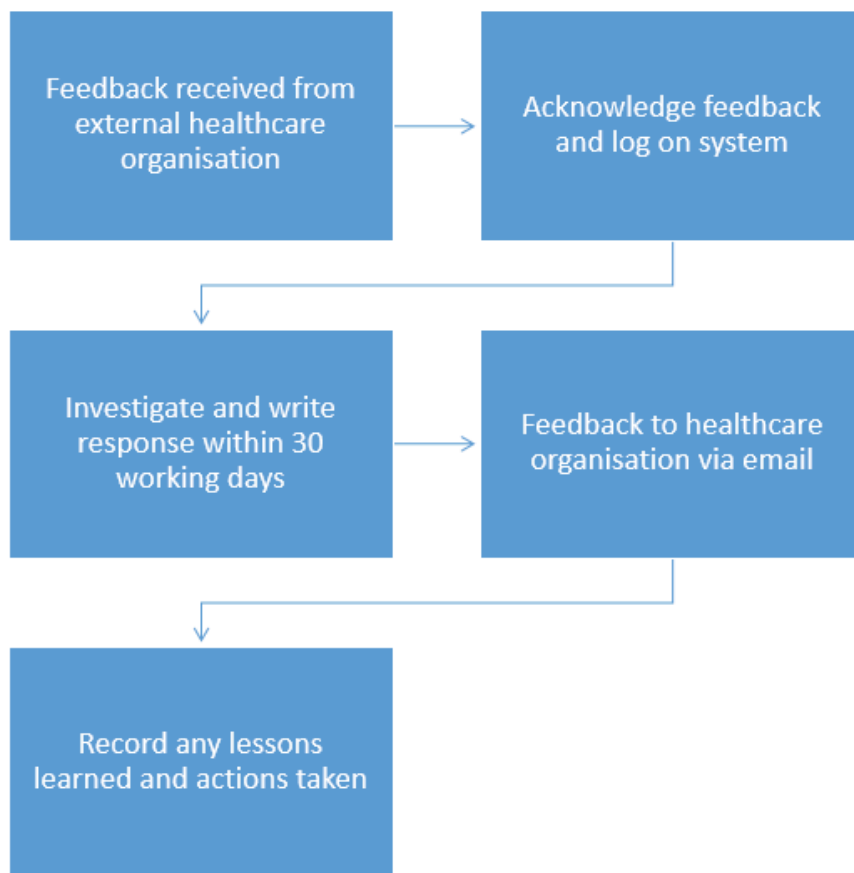 Feedback received from
external healthcare
organisation
Acknowledge feedback
and log on system
Investigate and write
response within 30
working days
Feedback to healthcare
organisation via email
Record any lessons
learned and actions taken